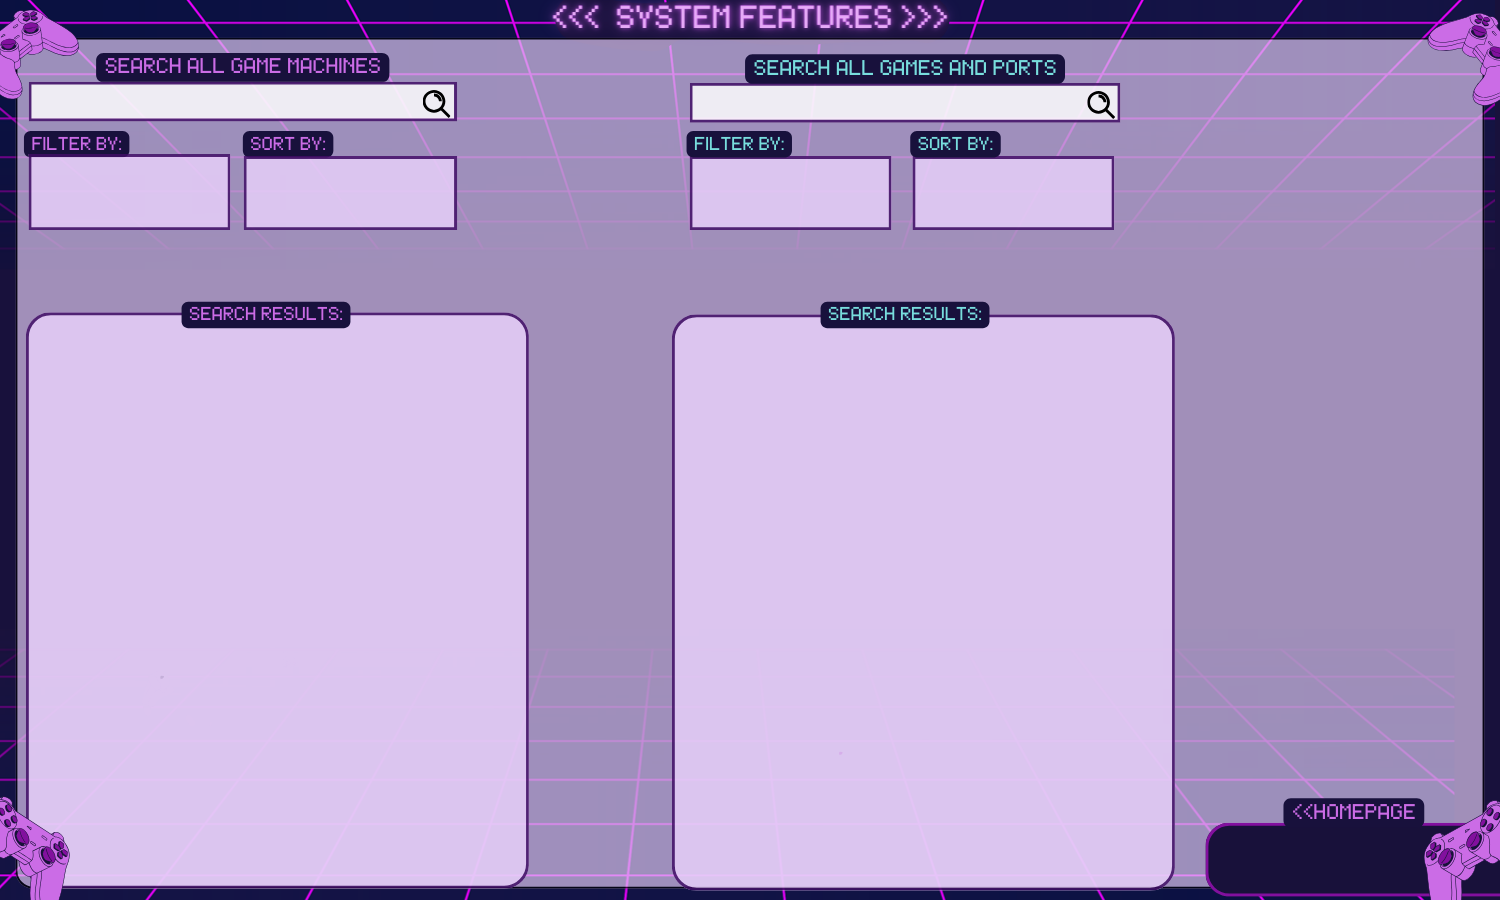 <<< SYSTEM FEATURES >>>
SEARCH ALL GAME MACHINES
FILTER BY:
SORT BY:
SEARCH RESULTS:
SEARCH ALL GAMES AND PORTS
FILTER BY:
SORT BY:
SEARCH RESULTS:
<<HOMEPAGE